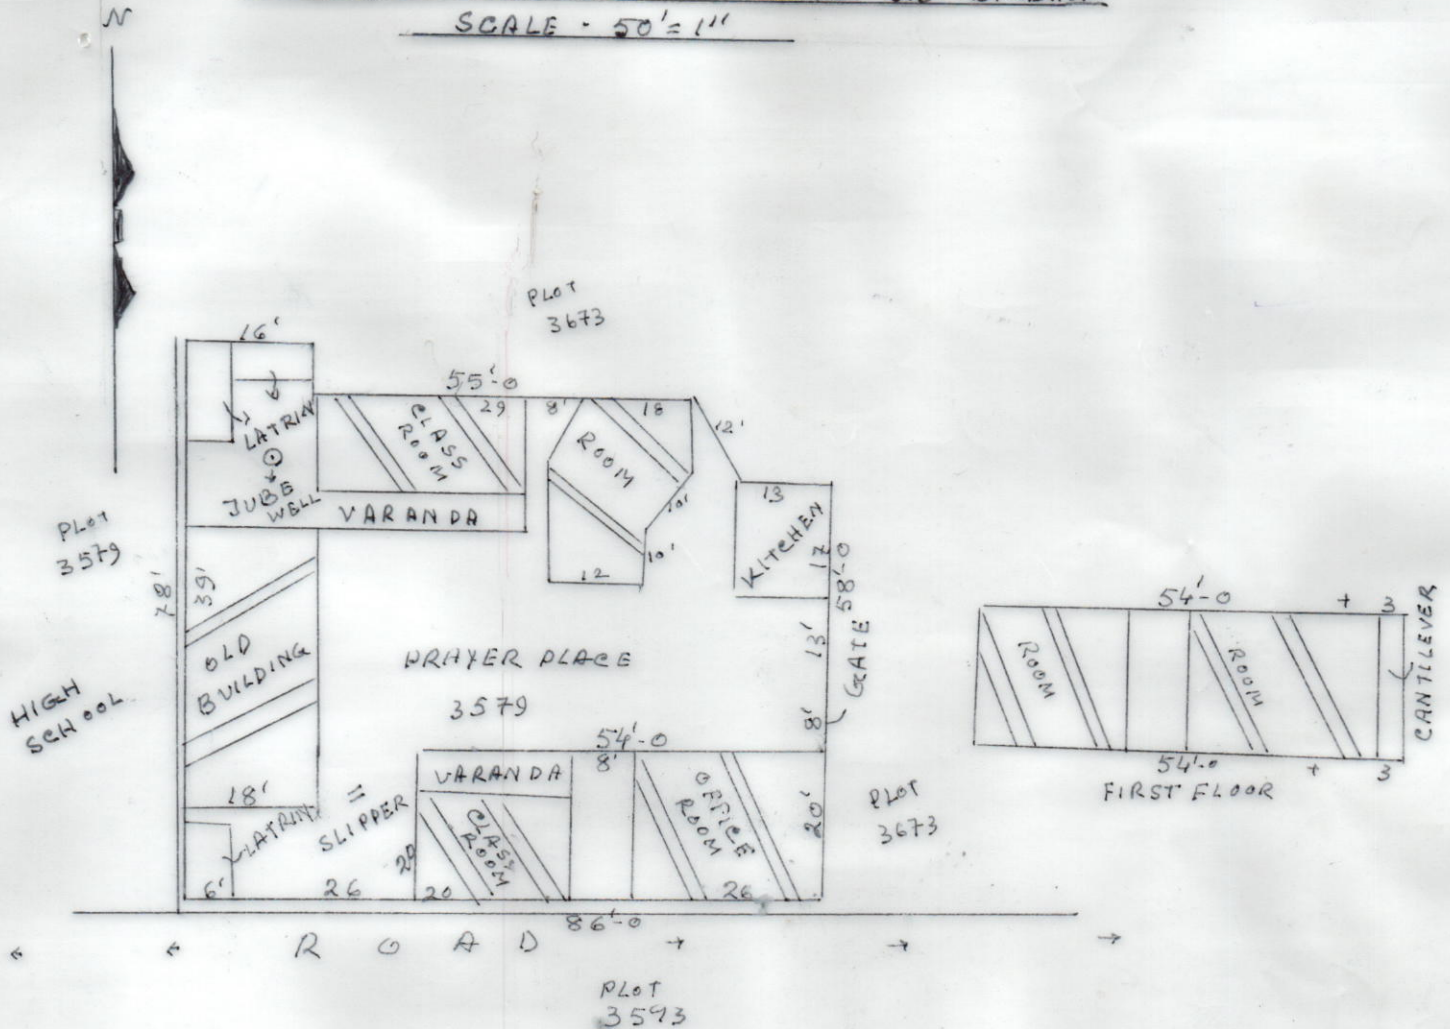 N
SCALE - 50'= 1"
PLOT
3673
16'
55'-0
29
8'
18
12'
LATRIN
CLASS
ROOM
ROOM
10'
10'
12
JUBE
WELL
VARANDA
13
KITCHEN
17
58'-0
PLOT
3579
78'
39'
OLD
BUILDING
PRAYER PLACE
3579
13'
8'
GATE
HIGH
SCHOOL
54'-0
8'
VARANDA
CLASS
ROOM
OFFICE
ROOM
20'
18'
LATRIN
SLIPPER
20
6'
26
20
26
86'-0
PLOT
3673
54'-0
+
3
ROOM
ROOM
CANTILEVER
54'-0
+
3
FIRST FLOOR
ROAD
PLOT
3593